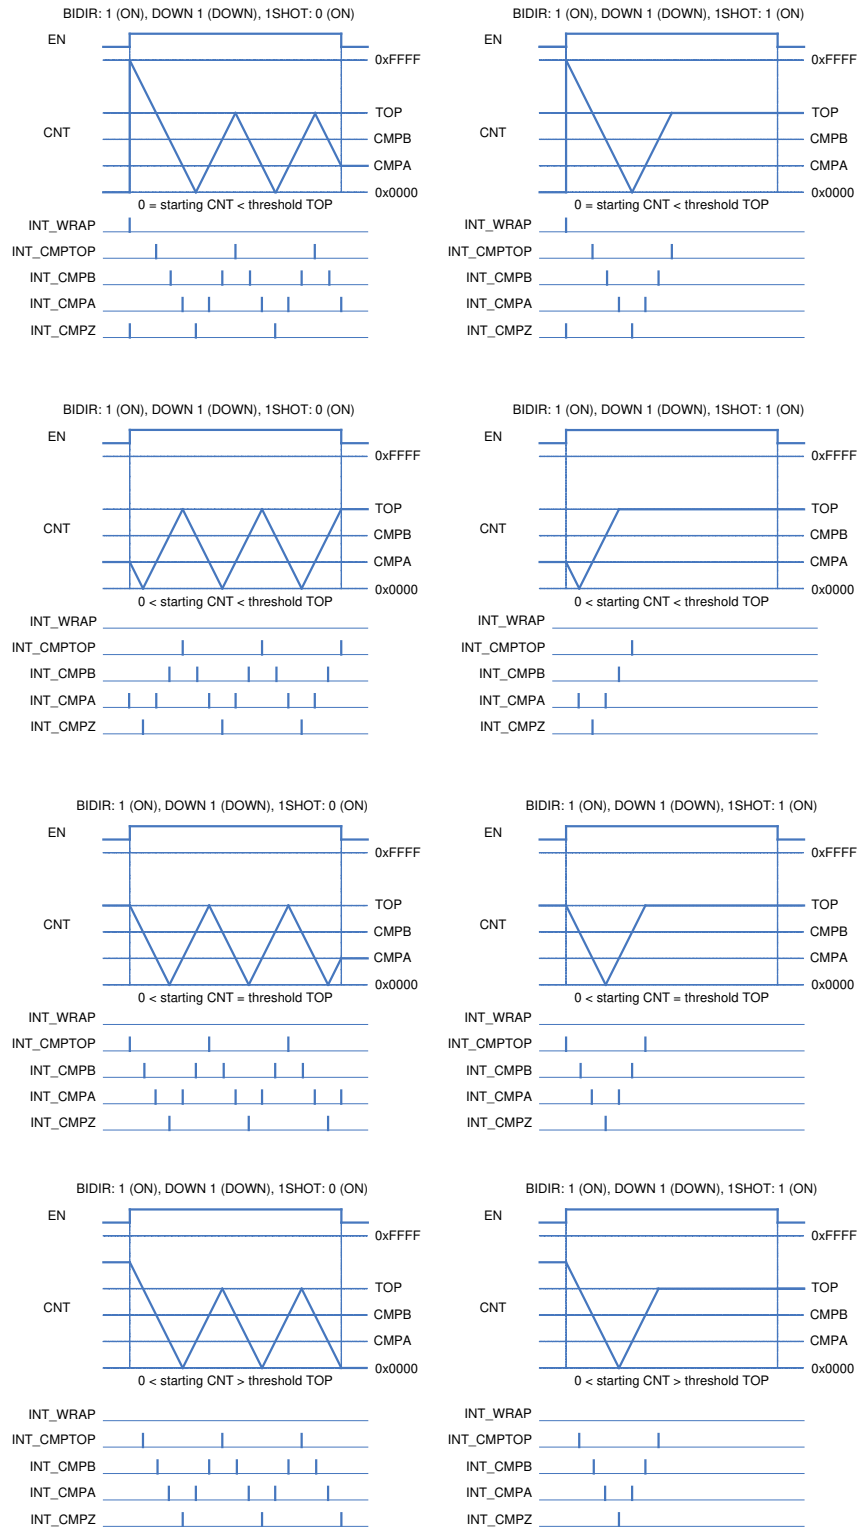 BIDIR: 1 (ON), DOWN 1 (DOWN), 1SHOT: 0 (ON)
EN
0xFFFF
TOP
CNT
CMPB
CMPA
0x0000
0 = starting CNT < threshold TOP
INT_WRAP
INT_CMPTOP
INT_CMPB
INT_CMPA
INT_CMPZ
BIDIR: 1 (ON), DOWN 1 (DOWN), 1SHOT: 1 (ON)
EN
0xFFFF
TOP
CNT
CMPB
CMPA
0x0000
0 = starting CNT < threshold TOP
INT_WRAP
INT_CMPTOP
INT_CMPB
INT_CMPA
INT_CMPZ
BIDIR: 1 (ON), DOWN 1 (DOWN), 1SHOT: 0 (ON)
EN
0xFFFF
TOP
CNT
CMPB
CMPA
0x0000
0 < starting CNT < threshold TOP
INT_WRAP
INT_CMPTOP
INT_CMPB
INT_CMPA
INT_CMPZ
BIDIR: 1 (ON), DOWN 1 (DOWN), 1SHOT: 1 (ON)
EN
0xFFFF
TOP
CNT
CMPB
CMPA
0x0000
0 < starting CNT < threshold TOP
INT_WRAP
INT_CMPTOP
INT_CMPB
INT_CMPA
INT_CMPZ
BIDIR: 1 (ON), DOWN 1 (DOWN), 1SHOT: 0 (ON)
EN
0xFFFF
TOP
CNT
CMPB
CMPA
0x0000
0 < starting CNT = threshold TOP
INT_WRAP
INT_CMPTOP
INT_CMPB
INT_CMPA
INT_CMPZ
BIDIR: 1 (ON), DOWN 1 (DOWN), 1SHOT: 1 (ON)
EN
0xFFFF
TOP
CNT
CMPB
CMPA
0x0000
0 < starting CNT = threshold TOP
INT_WRAP
INT_CMPTOP
INT_CMPB
INT_CMPA
INT_CMPZ
BIDIR: 1 (ON), DOWN 1 (DOWN), 1SHOT: 0 (ON)
EN
0xFFFF
TOP
CNT
CMPB
CMPA
0x0000
0 < starting CNT > threshold TOP
INT_WRAP
INT_CMPTOP
INT_CMPB
INT_CMPA
INT_CMPZ
BIDIR: 1 (ON), DOWN 1 (DOWN), 1SHOT: 1 (ON)
EN
0xFFFF
TOP
CNT
CMPB
CMPA
0x0000
0 < starting CNT > threshold TOP
INT_WRAP
INT_CMPTOP
INT_CMPB
INT_CMPA
INT_CMPZ